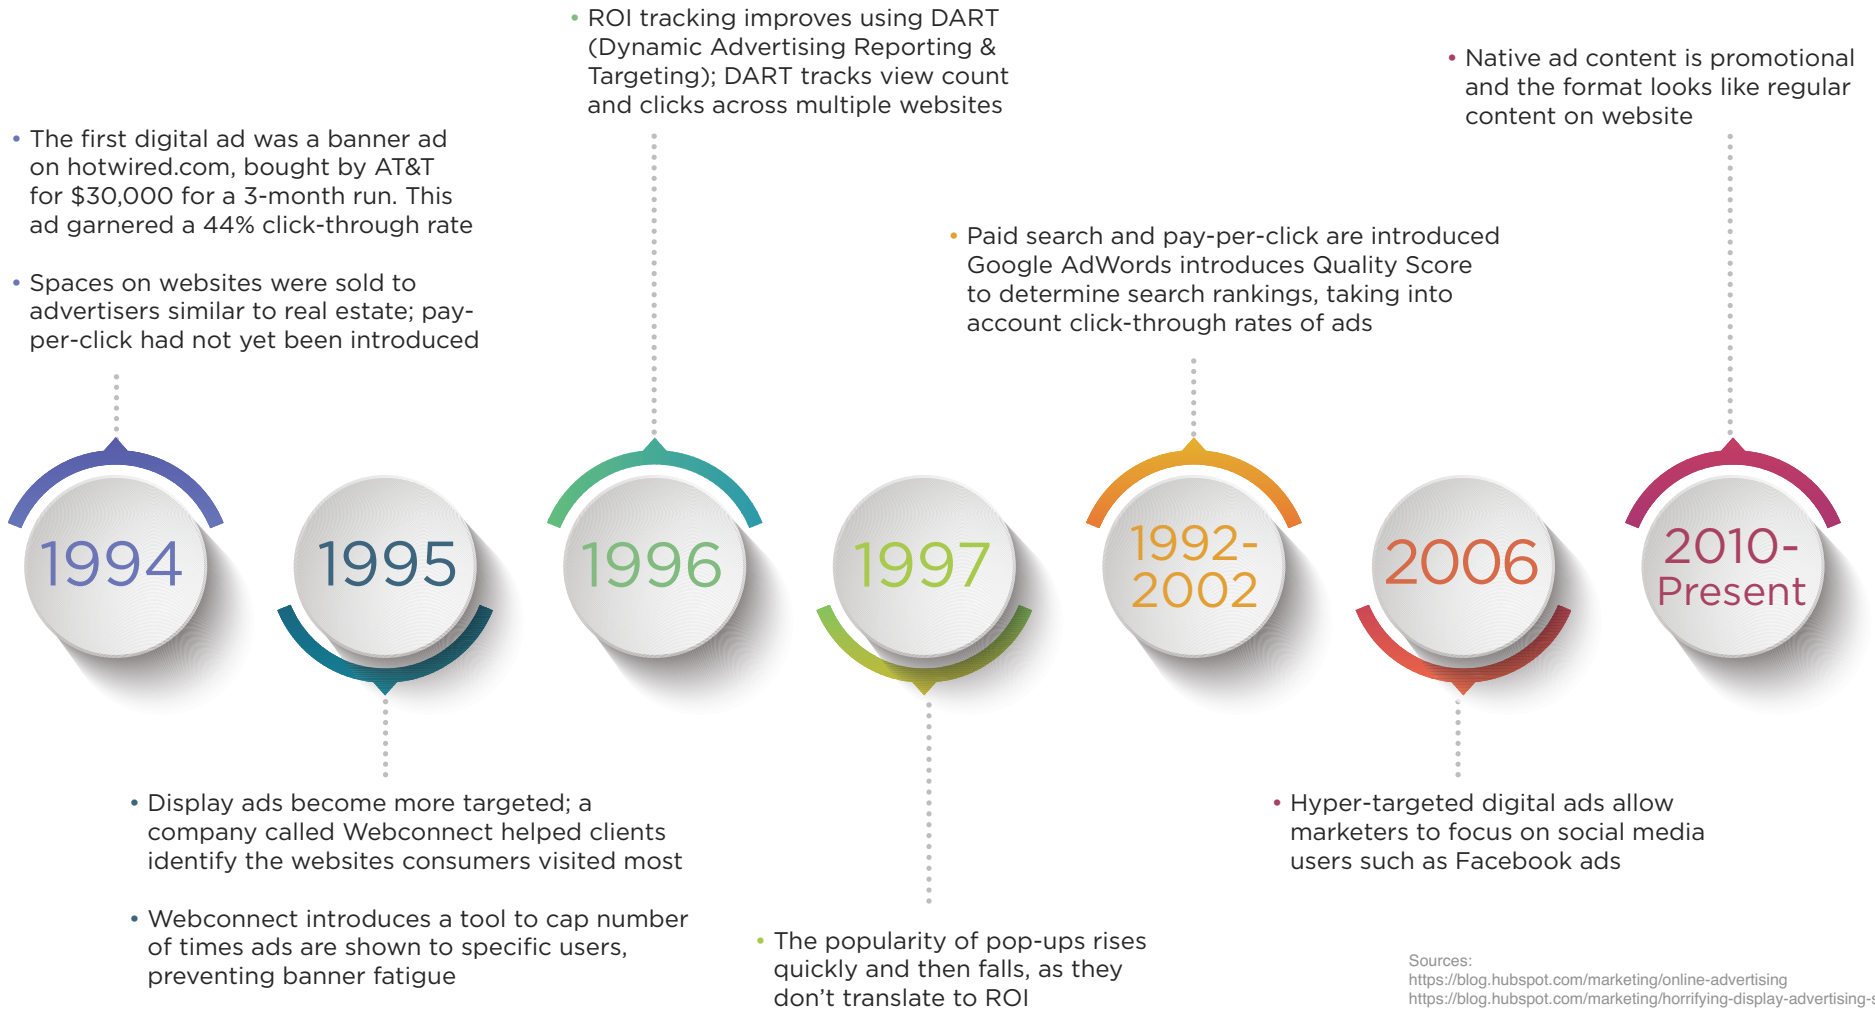 • The first digital ad was a banner ad
on hotwired.com, bought by AT&T
for $30,000 for a 3-month run. This
ad garnered a 44% click-through rate
• Spaces on websites were sold to
advertisers similar to real estate; pay-
per-click had not yet been introduced
1994
1995
• Display ads become more targeted; a
company called Webconnect helped clients
identify the websites consumers visited most
• Webconnect introduces a tool to cap number
of times ads are shown to specific users,
preventing banner fatigue
• ROI tracking improves using DART
(Dynamic Advertising Reporting &
Targeting); DART tracks view count
and clicks across multiple websites
1996
1997
• The popularity of pop-ups rises
quickly and then falls, as they
don’t translate to ROI
• Paid search and pay-per-click are introduced
Google AdWords introduces Quality Score
to determine search rankings, taking into
account click-through rates of ads
1992-
2002
2006
• Hyper-targeted digital ads allow
marketers to focus on social media
users such as Facebook ads
• Native ad content is promotional
and the format looks like regular
content on website
2010-
Present
Sources:
https://blog.hubspot.com/marketing/online-advertising
https://blog.hubspot.com/marketing/horrifying-display-advertising-s